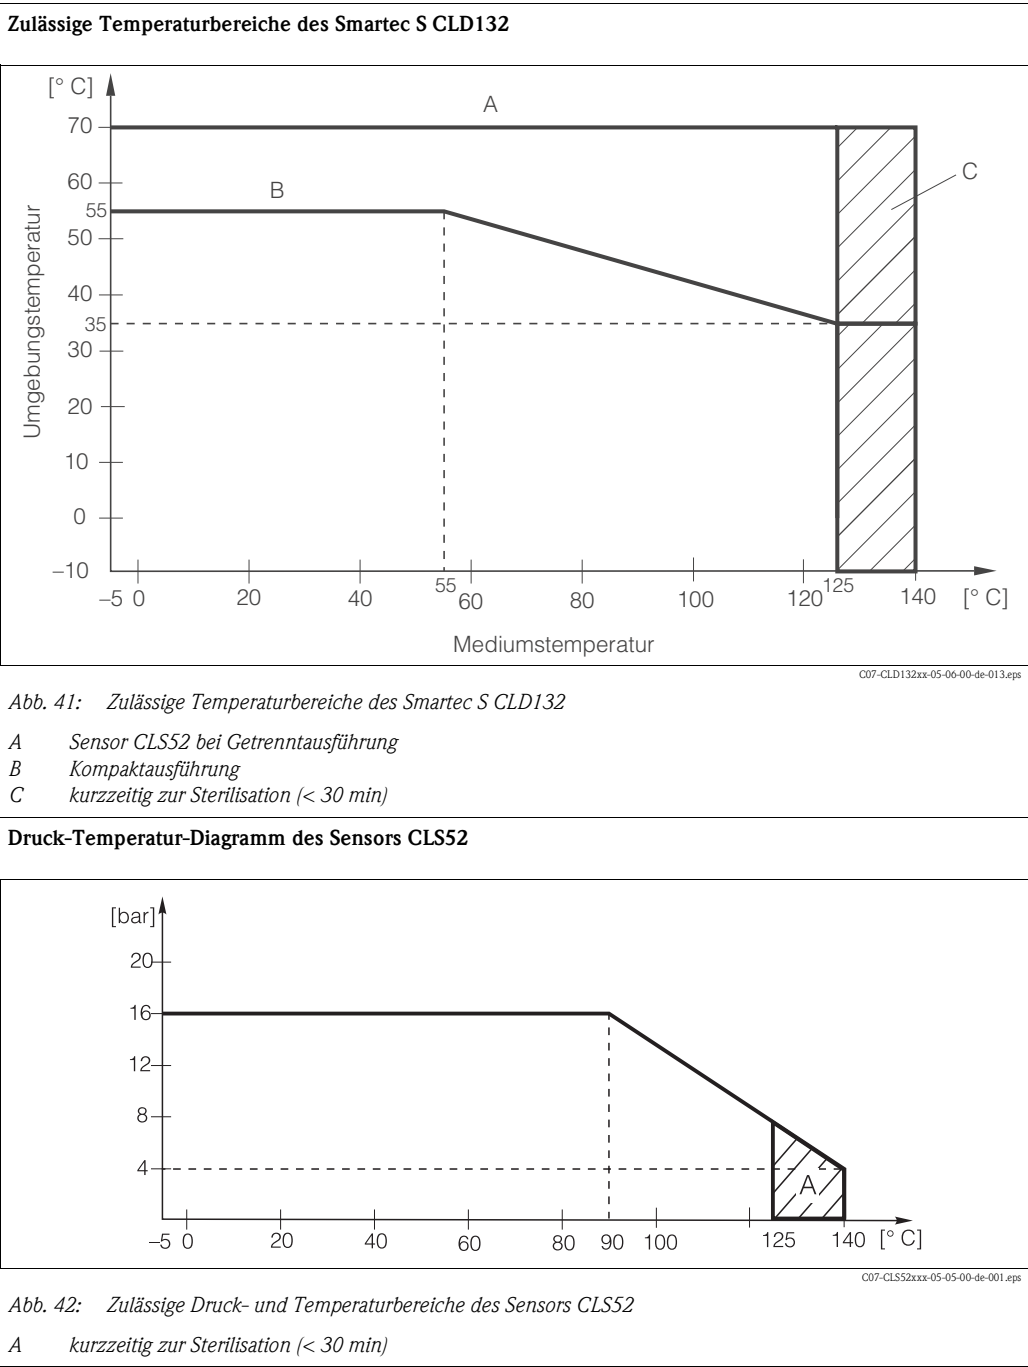 Zulässige Temperaturbereiche des Smartec S CLD132
[° C]
A
70
60
B
C
55
50
40
35
30
20
10
0
–10
Umgebungstemperatur
–5 0 20 40 55 60 80 100 120 125 140 [° C]
Mediumstemperatur
C07-CLD132xx-05-06-00-de-013.eps
Abb. 41: Zulässige Temperaturbereiche des Smartec S CLD132
A Sensor CLS52 bei Getrenntausführung
B Kompaktausführung
C kurzzeitig zur Sterilisation (< 30 min)
Druck-Temperatur-Diagramm des Sensors CLS52
[bar]
20
16
12
8
4
A
–5 0 20 40 60 80 90 100 125 140 [° C]
C07-CLS52xxx-05-05-00-de-001.eps
Abb. 42: Zulässige Druck- und Temperaturbereiche des Sensors CLS52
A kurzzeitig zur Sterilisation (< 30 min)